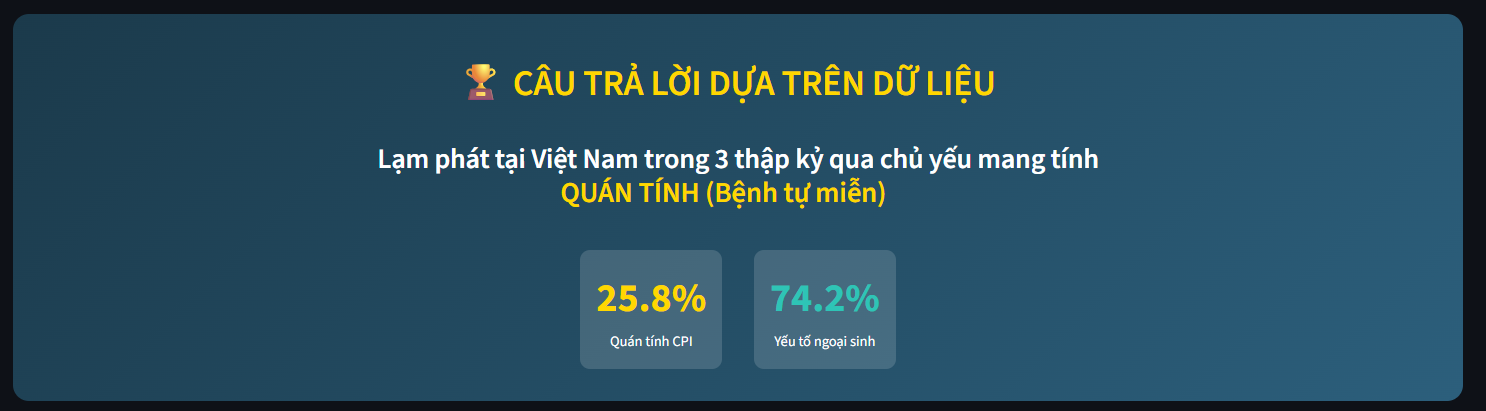 🏆 CÂU TRẢ LỜI DỰA TRÊN DỮ LIỆU
Lạm phát tại Việt Nam trong 3 thập kỷ qua chủ yếu mang tính
QUÁN TÍNH (Bệnh tự miễn)
25.8%
Quán tính CPI
74.2%
Yếu tố ngoại sinh